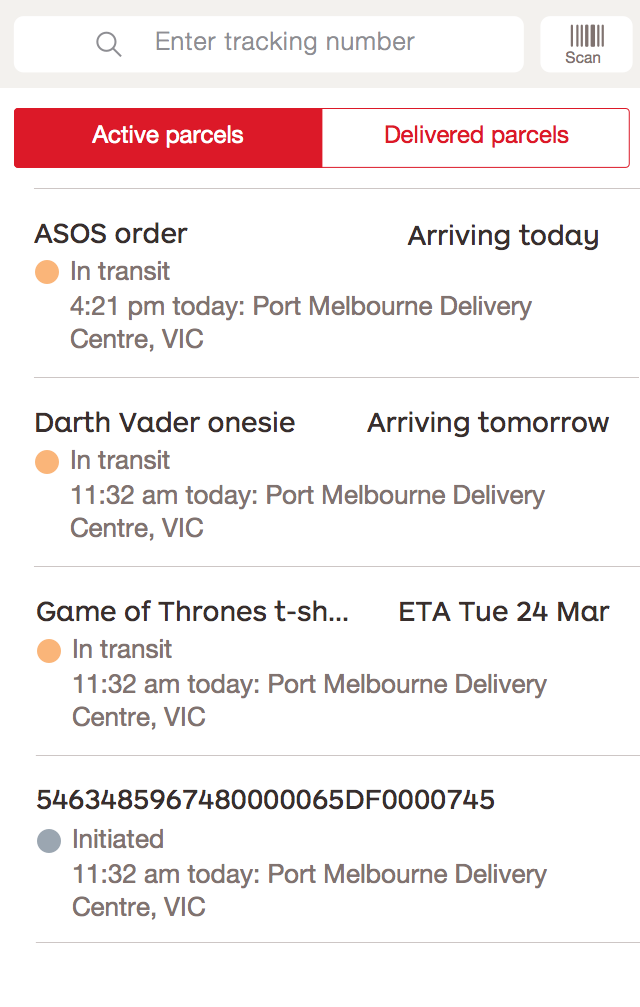 Enter tracking number
Scan
Active parcels
Delivered parcels
ASOS order
Arriving today
In transit
4:21 pm today: Port Melbourne Delivery
Centre, VIC
Darth Vader onesie
Arriving tomorrow
In transit
11:32 am today: Port Melbourne Delivery
Centre, VIC
Game of Thrones t-sh...
ETA Tue 24 Mar
In transit
11:32 am today: Port Melbourne Delivery
Centre, VIC
5463485967480000065DF0000745
Initiated
11:32 am today: Port Melbourne Delivery
Centre, VIC